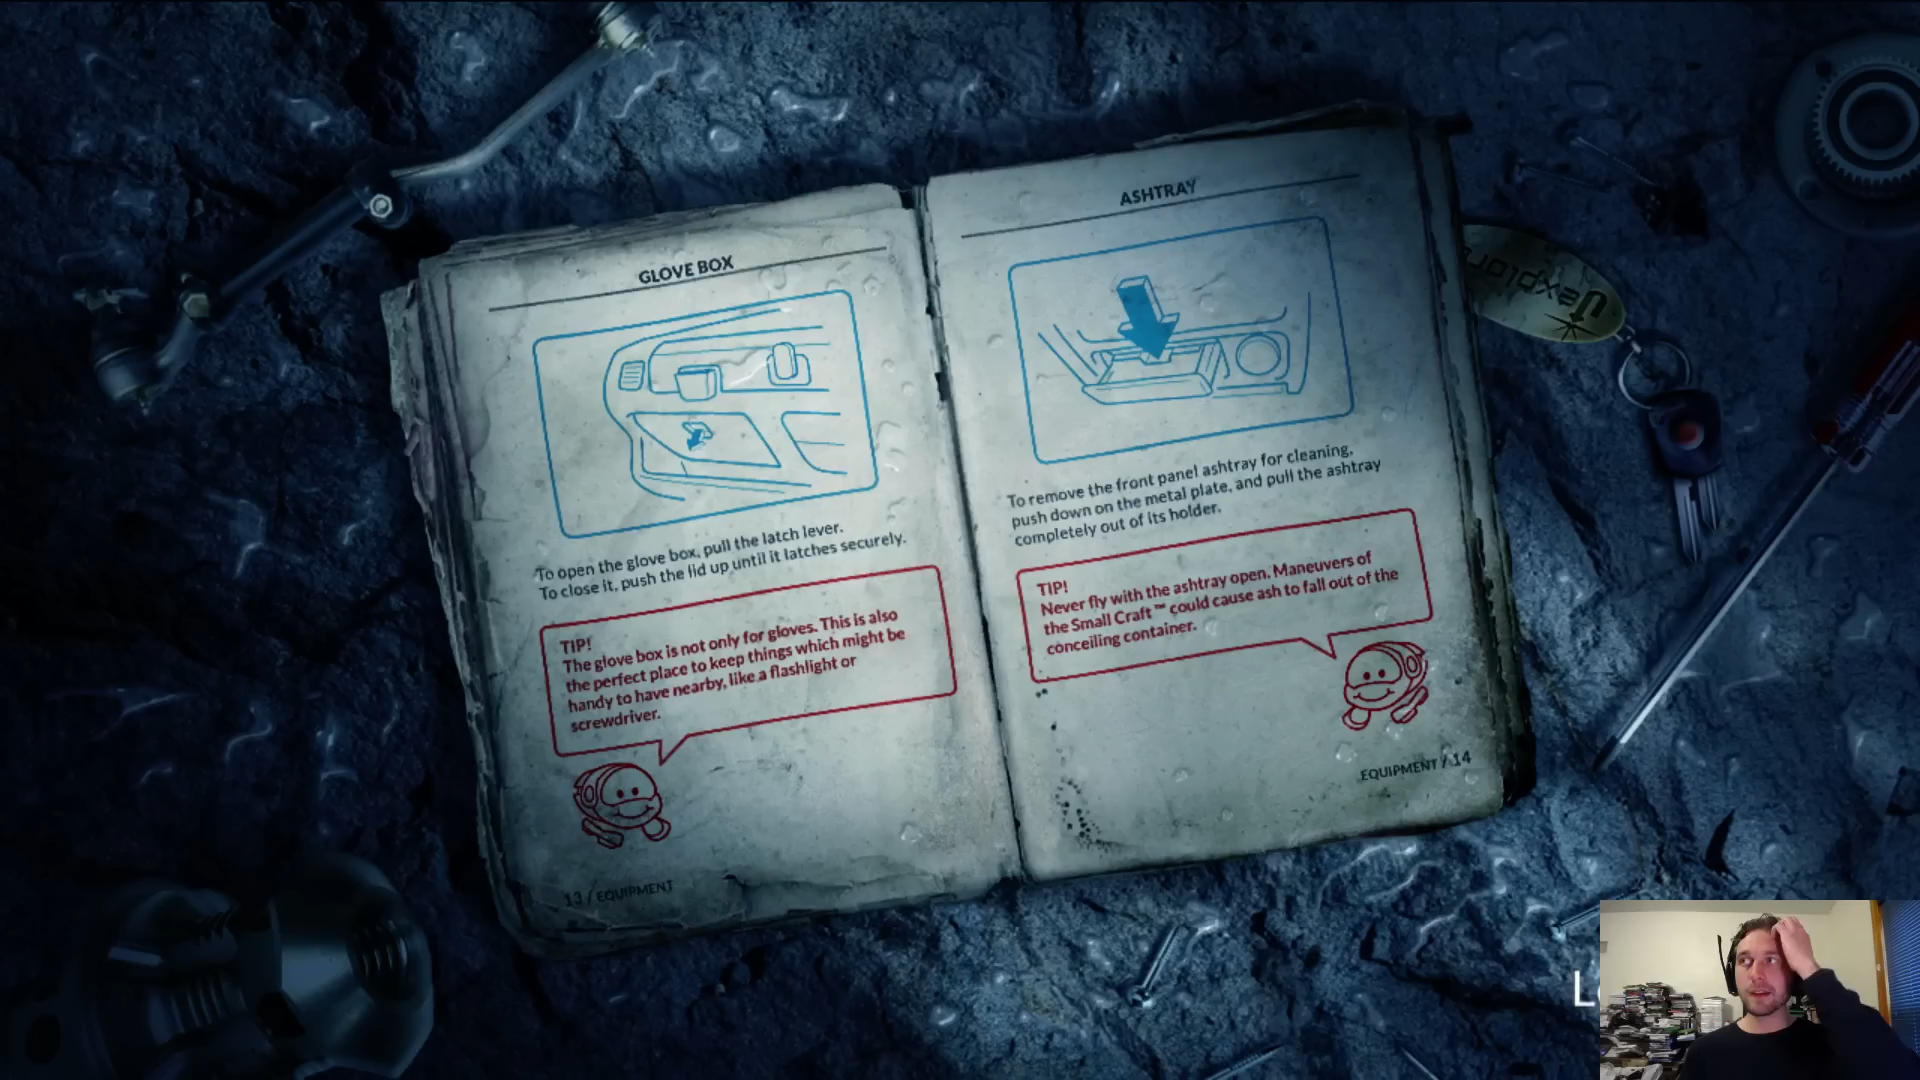 GLOVE BOX
To open the glove box, pull the latch lever.
To close it, push the lid up until it latches securely.
TIP!
The glove box is not only for gloves. This is also
the perfect place to keep things which might be
handy to have nearby, like a flashlight or
screwdriver.
13 / EQUIPMENT
ASHTRAY
To remove the front panel ashtray for cleaning,
push down on the metal plate, and pull the ashtray
completely out of its holder.
TIP!
Never fly with the ashtray open. Maneuvers of
the Small Craft™ could cause ash to fall out of the
conceiling container.
EQUIPMENT / 14